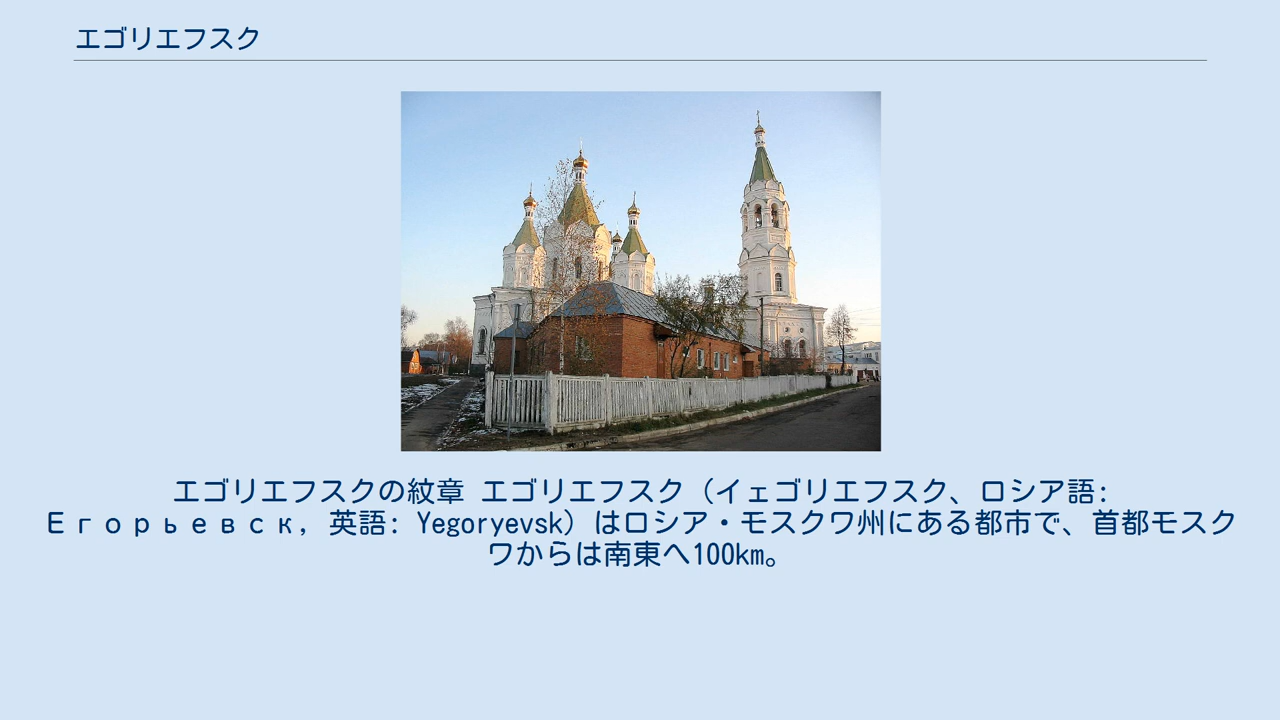 エゴリエフスク
エゴリエフスクの紋章 エゴリエフスク（イェゴリエフスク、ロシア語:
Егорьевск, 英語: Yegoryevsk）はロシア・モスクワ州にある都市で、首都モスク
ワからは南東へ100km。